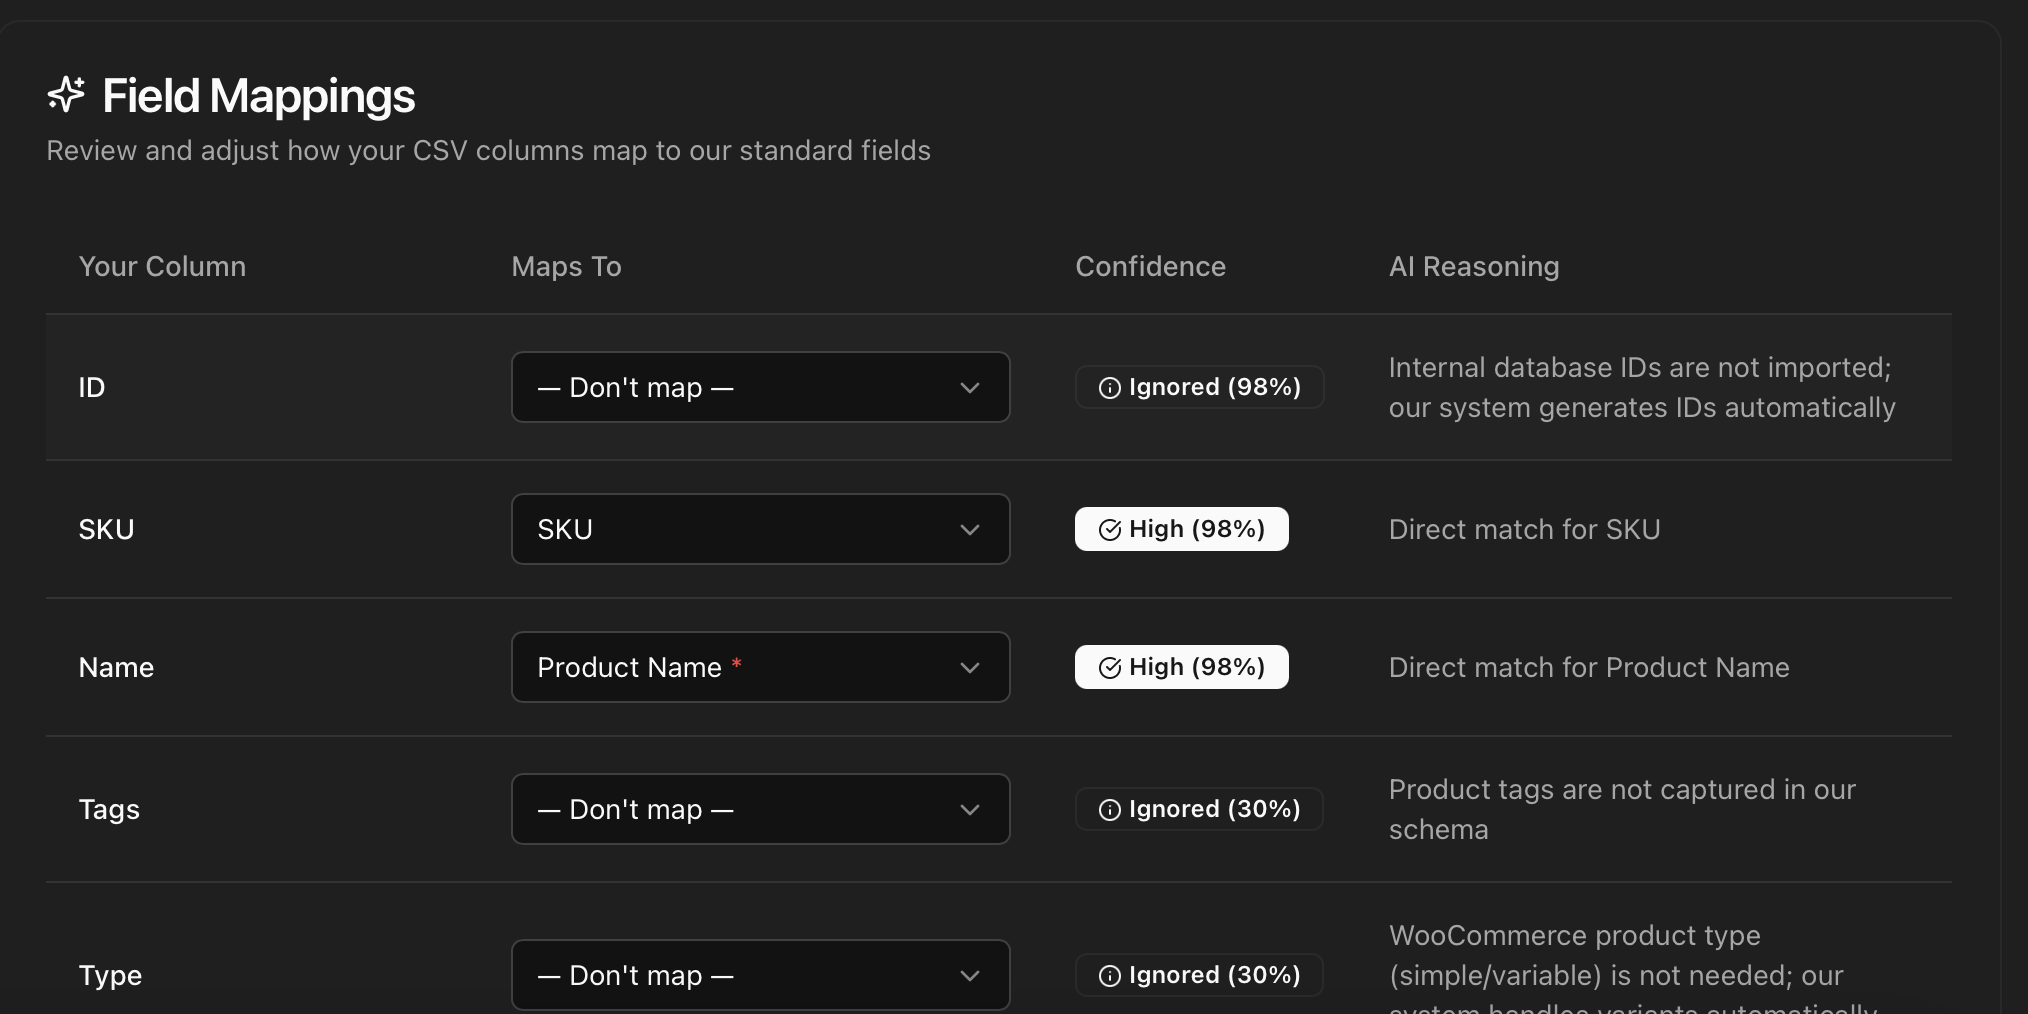 Field Mappings
Review and adjust how your CSV columns map to our standard fields
Your Column Maps To Confidence AI Reasoning
ID — Don't map — Ignored (98%) Internal database IDs are not imported;
our system generates IDs automatically
SKU SKU High (98%) Direct match for SKU
Name Product Name * High (98%) Direct match for Product Name
Tags — Don't map — Ignored (30%) Product tags are not captured in our
schema
Type — Don't map — Ignored (30%) WooCommerce product type
(simple/variable) is not needed; our
system handles variants automatically